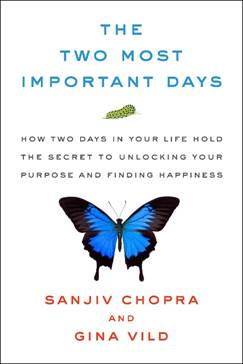 THE
TWO MOST
IMPORTANT DAYS
HOW TWO DAYS IN YOUR LIFE HOLD
THE SECRET TO UNLOCKING YOUR
PURPOSE AND FINDING HAPPINESS
SANJIV CHOPRA
AND
GINA VILD